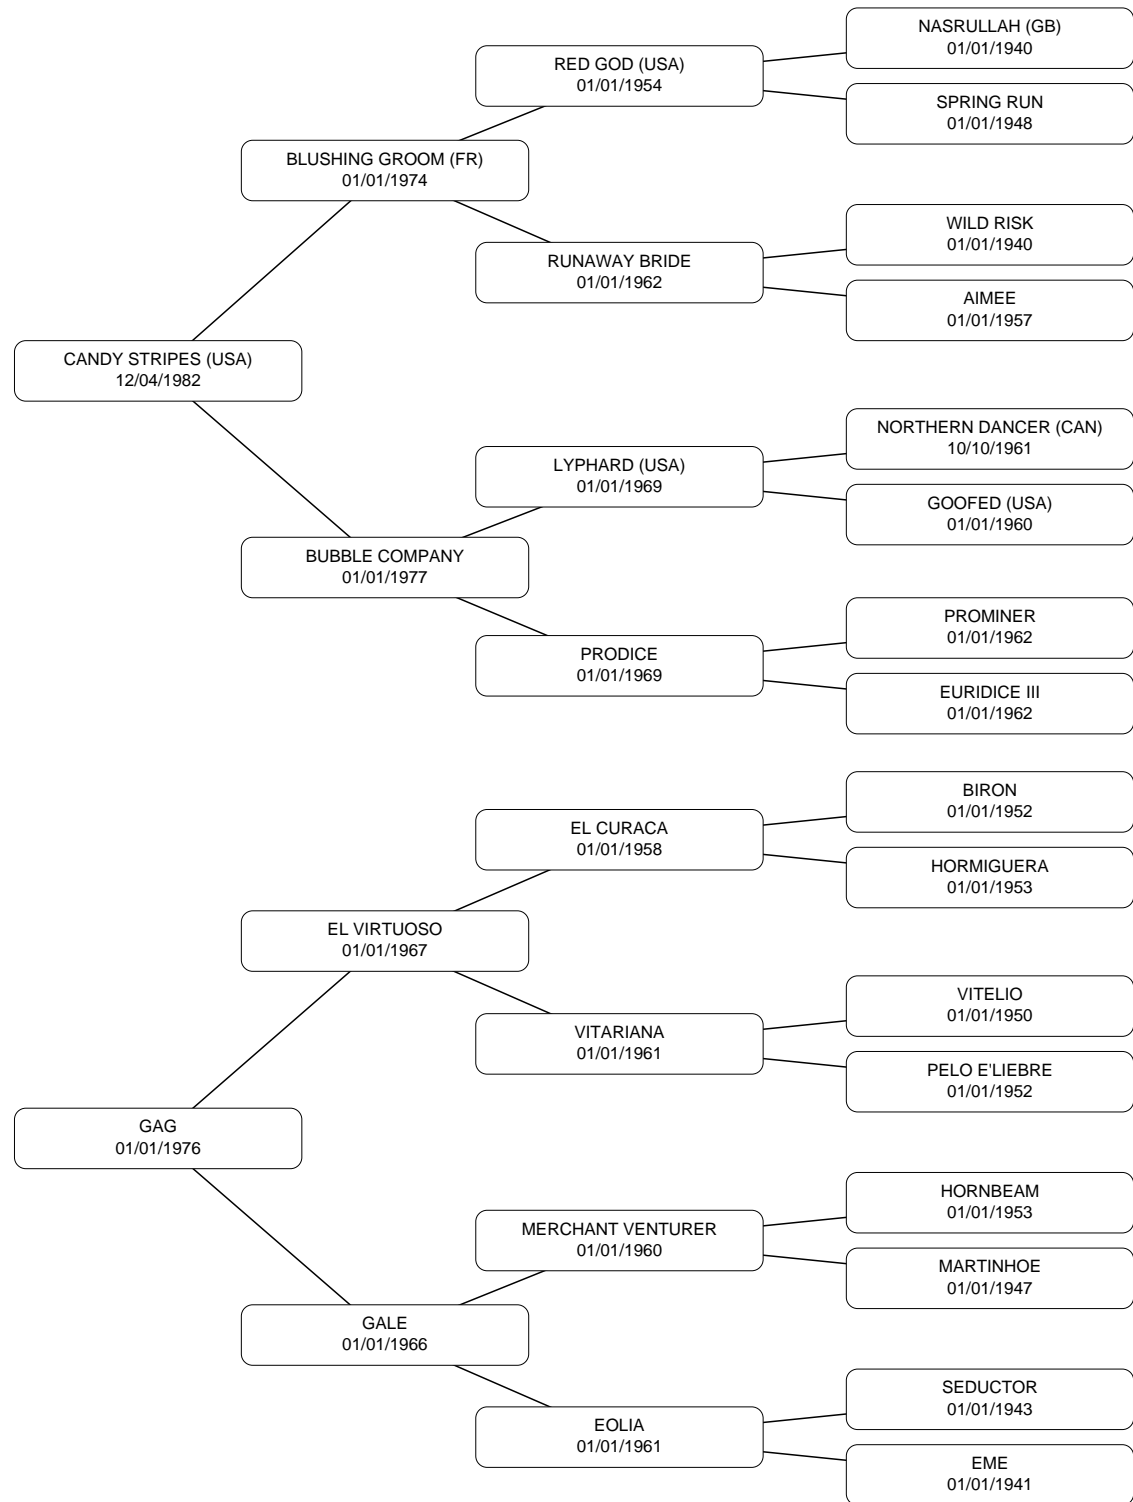 NASRULLAH (GB)
01/01/1940
RED GOD (USA)
01/01/1954
SPRING RUN
01/01/1948
BLUSHING GROOM (FR)
01/01/1974
WILD RISK
01/01/1940
RUNAWAY BRIDE
01/01/1962
AIMEE
01/01/1957
CANDY STRIPES (USA)
12/04/1982
NORTHERN DANCER (CAN)
10/10/1961
LYPHARD (USA)
01/01/1969
GOOFED (USA)
01/01/1960
BUBBLE COMPANY
01/01/1977
PROMINER
01/01/1962
PRODICE
01/01/1969
EURIDICE III
01/01/1962
BIRON
01/01/1952
EL CURACA
01/01/1958
HORMIGUERA
01/01/1953
EL VIRTUOSO
01/01/1967
VITELIO
01/01/1950
VITARIANA
01/01/1961
PELO E'LIEBRE
01/01/1952
GAG
01/01/1976
HORNBEAM
01/01/1953
MERCHANT VENTURER
01/01/1960
MARTINHOE
01/01/1947
GALE
01/01/1966
SEDUCTOR
01/01/1943
EOLIA
01/01/1961
EME
01/01/1941